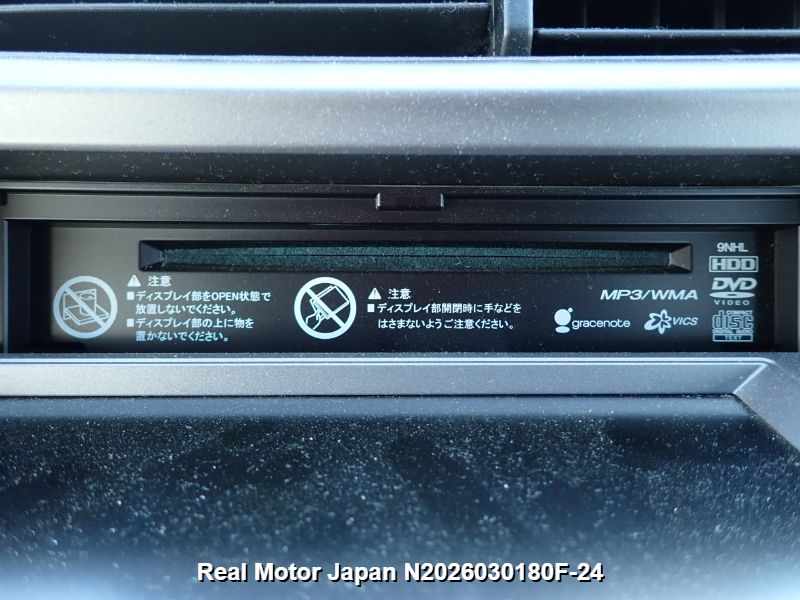 9NHL
HDD
⚠ 注意
■ディスプレイ部をOPEN状態で
放置しないでください。
■ディスプレイ部の上に物を
置かないでください。
⚠ 注意
■ディスプレイ部開閉時に手などを
はさまないようご注意ください。
MP3/WMA
DVD
VIDEO
gracenote
VICS
COMPACT
disc
DIGITAL AUDIO
TEXT
Real Motor Japan N2026030180F-24